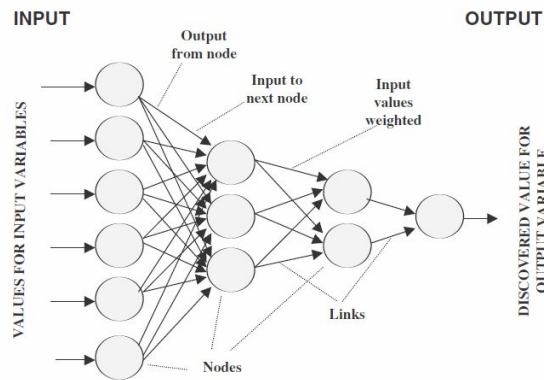 INPUT
OUTPUT
Output
from node
Input to
next node
Input
values
weighted
VALUES FOR INPUT VARIABLES
DISCOVERED VALUE FOR
OUTPUT VARIABLE
Links
Nodes